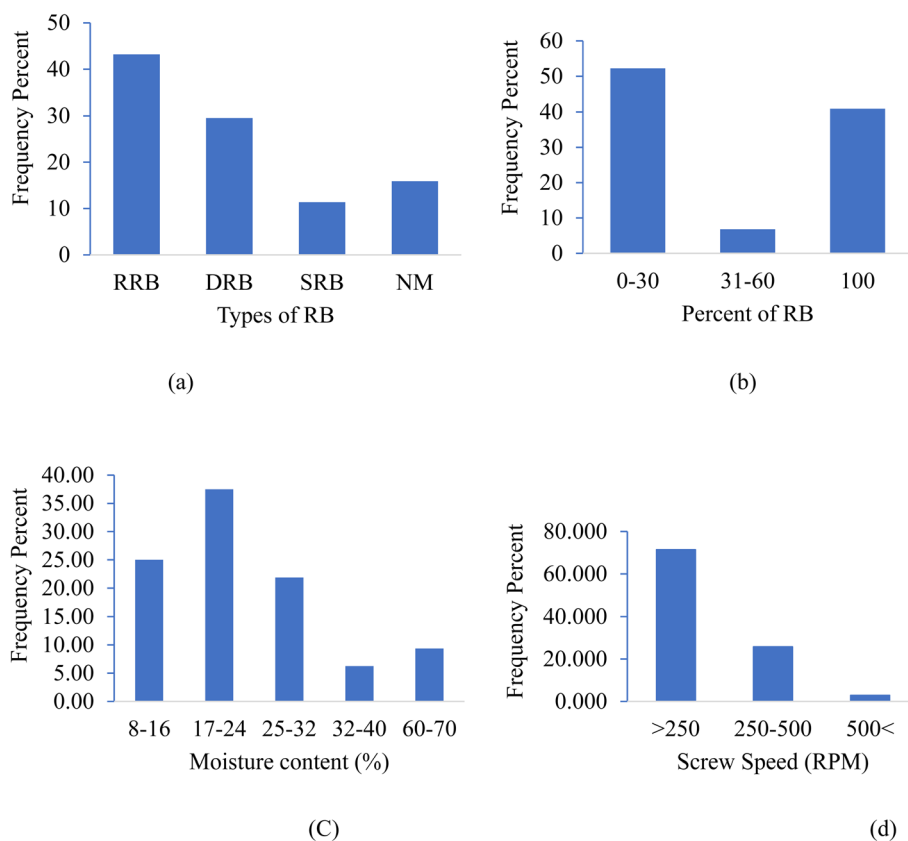 Frequency Percent
50
40
30
20
10
0
RRB DRB SRB NM
Types of RB
(a)
Frequency Percent
60
50
40
30
20
10
0
0-30 31-60 100
Percent of RB
(b)
Frequency Percent
40.00
35.00
30.00
25.00
20.00
15.00
10.00
5.00
0.00
8-16 17-24 25-32 32-40 60-70
Moisture content (%)
(C)
Frequency Percent
80.000
60.000
40.000
20.000
0.000
>250 250-500 500<
Screw Speed (RPM)
(d)